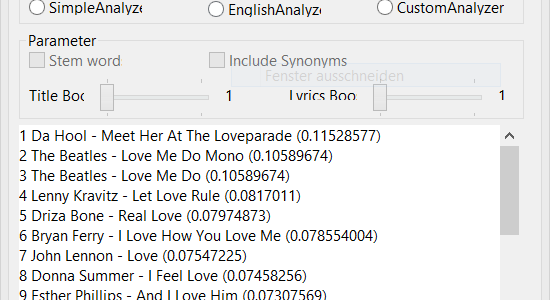 SimpleAnalyze EnglishAnalyze CustomAnalyzer
Parameter
Stem word Include Synonyms
Fenster ausschneiden
Title Boo 1 Lyrics Boo 1
1 Da Hool - Meet Her At The Loveparade (0.11528577)
2 The Beatles - Love Me Do Mono (0.10589674)
3 The Beatles - Love Me Do (0.10589674)
4 Lenny Kravitz - Let Love Rule (0.0817011)
5 Driza Bone - Real Love (0.07974873)
6 Bryan Ferry - I Love How You Love Me (0.078554004)
7 John Lennon - Love (0.07547225)
8 Donna Summer - I Feel Love (0.07458256)
9 Esther Phillips - And I Love Him (0.07307569)